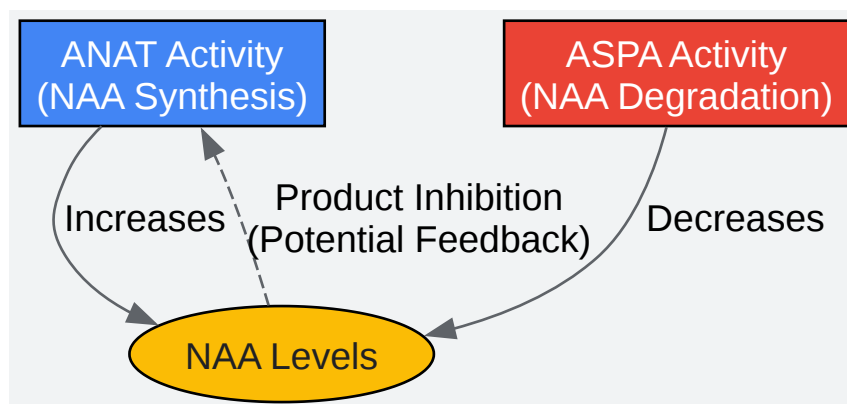 ANAT Activity
(NAA Synthesis)
ASPA Activity
(NAA Degradation)
Increases
Product Inhibition
(Potential Feedback)
Decreases
NAA Levels